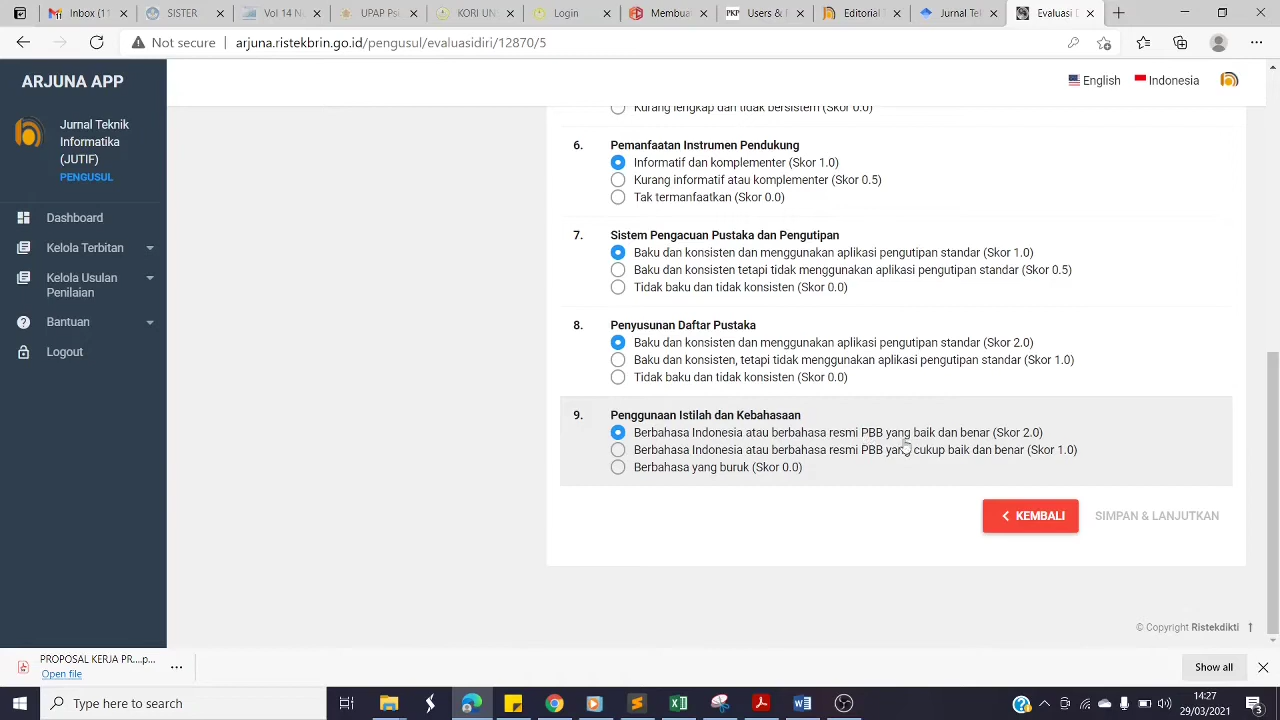 Inbox (11
SISTER
Vol 14 N
UPAP Ps
KORI IN
Login
Membua
PKP Users &
Editorial
Jurnal Tek
Evaluasi D
Not secure arjuna.ristekbrin.go.id/pengusul/evaluasidiri/12870/5
ARJUNA APP
English
Indonesia
Jurnal Teknik
Informatika
(JUTIF)
PENGUSUL
Dashboard
Kelola Terbitan
Kelola Usulan
Penilaian
Bantuan
Logout
Kurang lengkap dan tidak bersistem (Skor 0.0)
6. Pemanfaatan Instrumen Pendukung
Informatif dan komplementer (Skor 1.0)
Kurang informatif atau komplementer (Skor 0.5)
Tak termanfaatkan (Skor 0.0)
7. Sistem Pengacuan Pustaka dan Pengutipan
Baku dan konsisten dan menggunakan aplikasi pengutipan standar (Skor 1.0)
Baku dan konsisten tetapi tidak menggunakan aplikasi pengutipan standar (Skor 0.5)
Tidak baku dan tidak konsisten (Skor 0.0)
8. Penyusunan Daftar Pustaka
Baku dan konsisten dan menggunakan aplikasi pengutipan standar (Skor 2.0)
Baku dan konsisten, tetapi tidak menggunakan aplikasi pengutipan standar (Skor 1.0)
Tidak baku dan tidak konsisten (Skor 0.0)
9. Penggunaan Istilah dan Kebahasaan
Berbahasa Indonesia atau berbahasa resmi PBB yang baik dan benar (Skor 2.0)
Berbahasa Indonesia atau berbahasa resmi PBB yang cukup baik dan benar (Skor 1.0)
Berbahasa yang buruk (Skor 0.0)
KEMBALI
SIMPAN & LANJUTKAN
© Copyright Ristekdikti
PROPOSAL KERJA PR....p...
Open file
Show all
Type here to search
14:27
29/03/2021
3